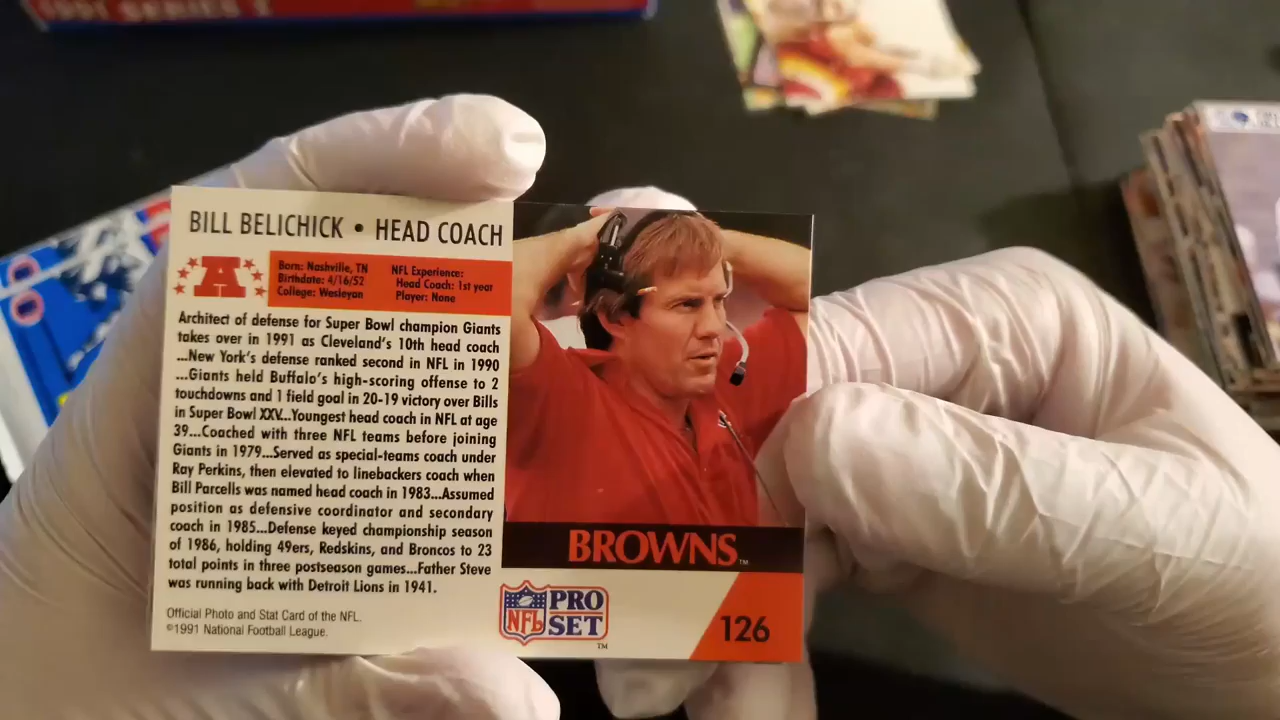 1991 SERIES I
BILL BELICHICK • HEAD COACH
A
Born: Nashville, TN
Birthdate: 4/16/52
College: Wesleyan
NFL Experience:
Head Coach: 1st year
Player: None
Architect of defense for Super Bowl champion Giants
takes over in 1991 as Cleveland's 10th head coach
...New York's defense ranked second in NFL in 1990
...Giants held Buffalo's high-scoring offense to 2
touchdowns and 1 field goal in 20-19 victory over Bills
in Super Bowl XXV...Youngest head coach in NFL at age
39...Coached with three NFL teams before joining
Giants in 1979...Served as special-teams coach under
Ray Perkins, then elevated to linebackers coach when
Bill Parcells was named head coach in 1983...Assumed
position as defensive coordinator and secondary
coach in 1985...Defense keyed championship season
of 1986, holding 49ers, Redskins, and Broncos to 23
total points in three postseason games...Father Steve
was running back with Detroit Lions in 1941.
Official Photo and Stat Card of the NFL.
©1991 National Football League.
BROWNS™
NFL PRO
SET™
126